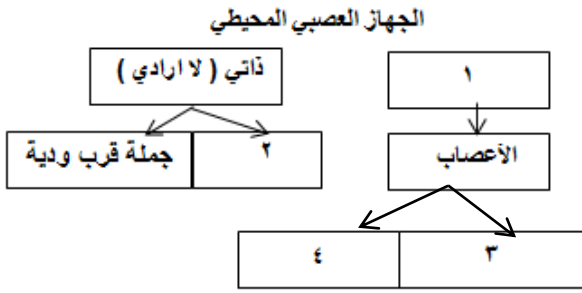 الجهاز العصبي المحيطي
١
ذاتي ( لا ارادي )
الأعصاب
٢
جملة قرب ودية
٣
٤